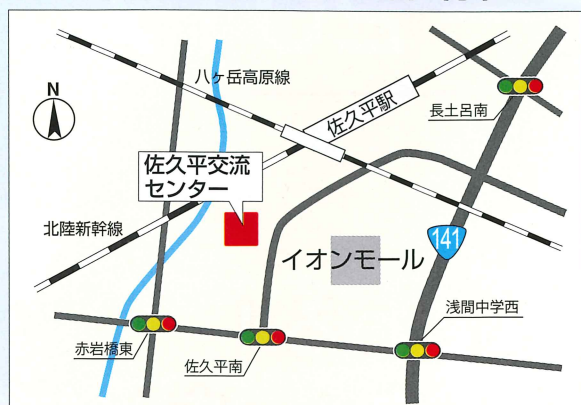 N
八ヶ岳高原線
佐久平駅
長土呂南
佐久平交流
センター
北陸新幹線
141
イオンモール
浅間中学西
赤岩橋東
佐久平南